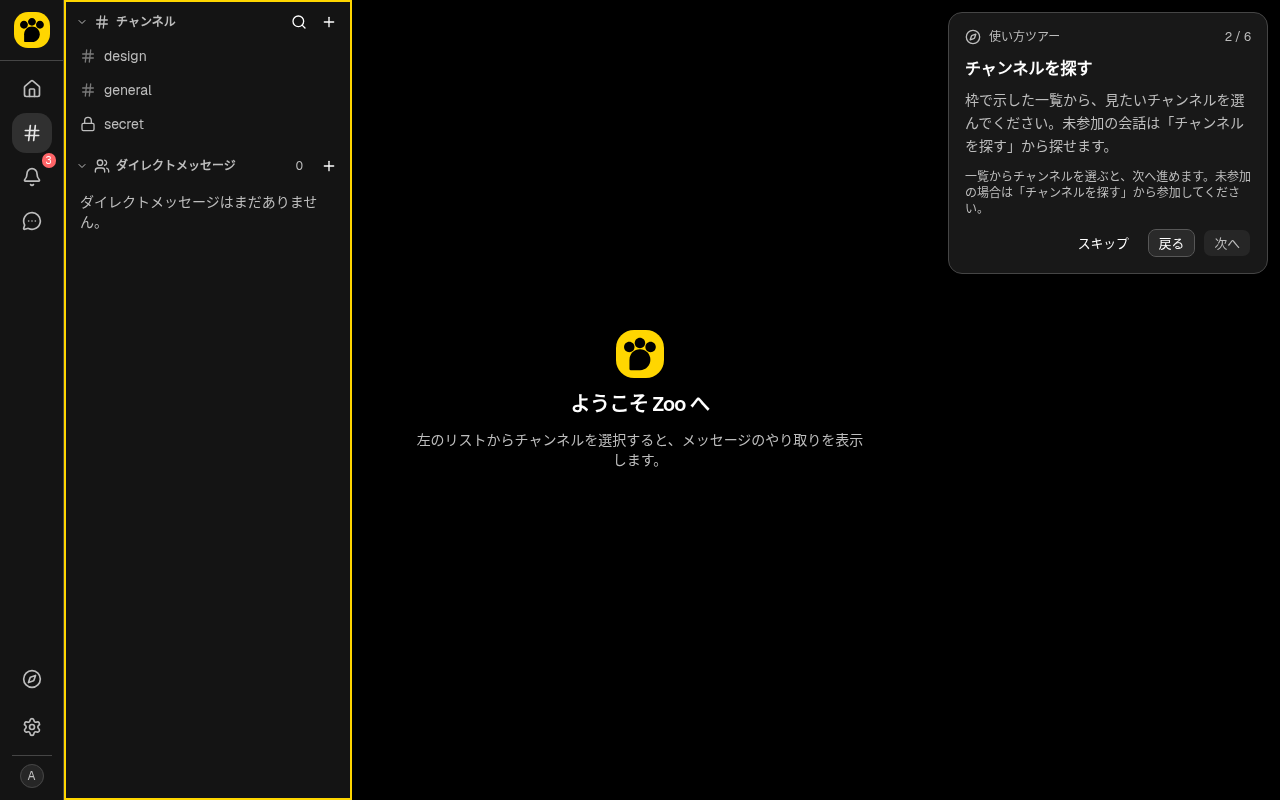 チャンネル
design
general
secret
ダイレクトメッセージ 0
ダイレクトメッセージはまだありませ
ん。
3
A
ようこそ Zoo へ
左のリストからチャンネルを選択すると、メッセージのやり取りを表示
します。
使い方ツアー 2 / 6
チャンネルを探す
枠で示した一覧から、見たいチャンネルを選
んでください。未参加の会話は「チャンネル
を探す」から探せます。
一覧からチャンネルを選ぶと、次へ進めます。未参加
の場合は「チャンネルを探す」から参加してくださ
い。
スキップ 戻る 次へ